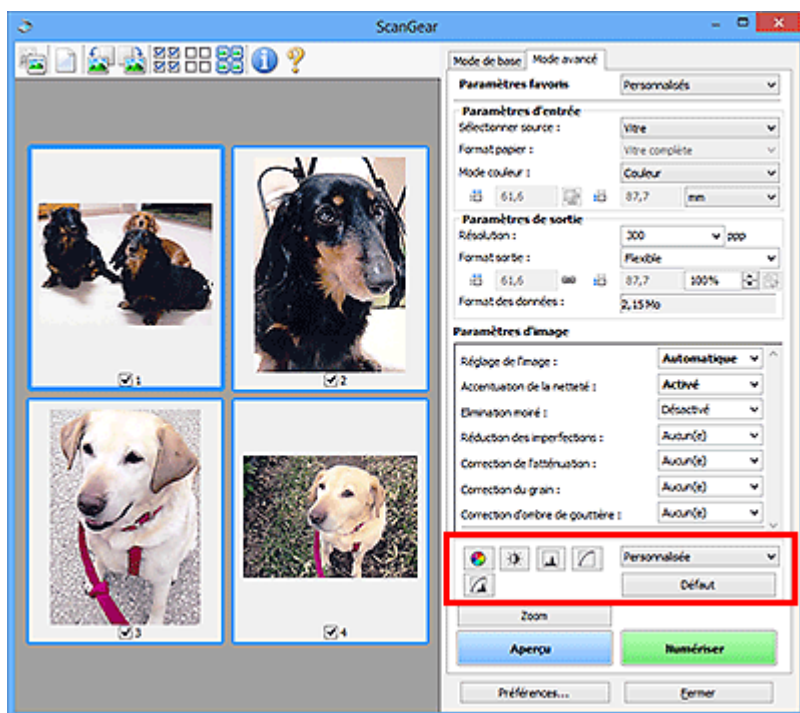 ScanGear
Mode de base Mode avancé
Paramètres favoris Personnalisés
Paramètres d'entrée
Sélectionner source : Vitre
Format papier : Vitre complète
Mode couleur : Couleur
61,6 87,7 mm
Paramètres de sortie
Résolution : 300 ppp
Format sortie : Flexible
61,6 87,7 100%
Format des données : 2,15 Mo
Paramètres d'image
Réglage de l'image : Automatique
Accentuation de la netteté : Activé
Elimination moiré : Désactivé
Réduction des imperfections : Aucun(e)
Correction de l'atténuation : Aucun(e)
Correction du grain : Aucun(e)
Correction d'ombre de gouttière : Aucun(e)
Personnalisée
Défaut
Zoom
Aperçu Numériser
Préférences... Fermer
1 2
3 4